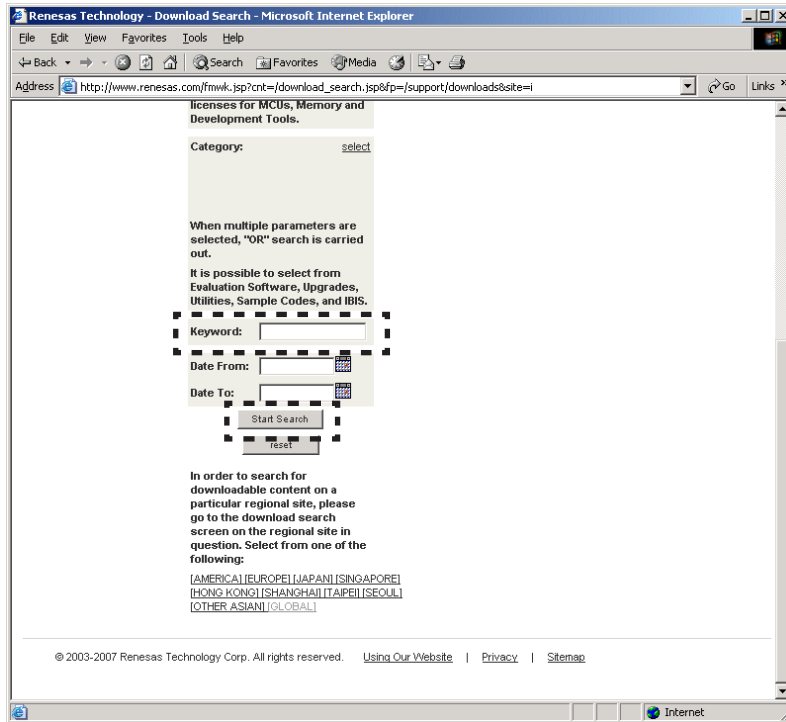 Renesas Technology - Download Search - Microsoft Internet Explorer
File Edit View Favorites Tools Help
Back Search Favorites Media
Address http://www.renesas.com/fmwk.jsp?cnt=/download_search.jsp&fp=/support/downloads&site=i Go Links »
licenses for MCUs, Memory and
Development Tools.
Category: select
When multiple parameters are
selected, "OR" search is carried
out.
It is possible to select from
Evaluation Software, Upgrades,
Utilities, Sample Codes, and IBIS.
Keyword:
Date From:
Date To:
Start Search
reset
In order to search for
downloadable content on a
particular regional site, please
go to the download search
screen on the regional site in
question. Select from one of the
following:
[AMERICA] [EUROPE] [JAPAN] [SINGAPORE]
[HONG KONG] [SHANGHAI] [TAIPEI] [SEOUL]
[OTHER ASIAN] [GLOBAL]
© 2003-2007 Renesas Technology Corp. All rights reserved. Using Our Website | Privacy | Sitemap
Internet